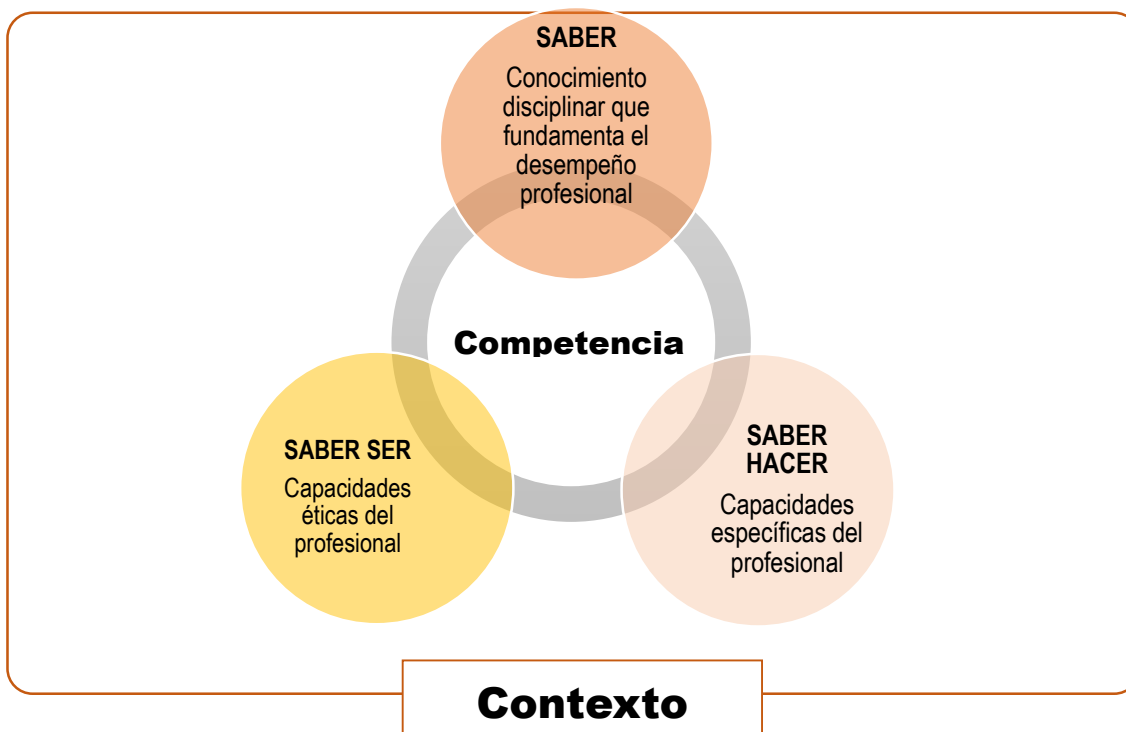 SABER
Conocimiento
disciplinar que
fundamenta el
desempeño
profesional
Competencia
SABER SER
Capacidades
éticas del
profesional
SABER
HACER
Capacidades
específicas del
profesional
Contexto